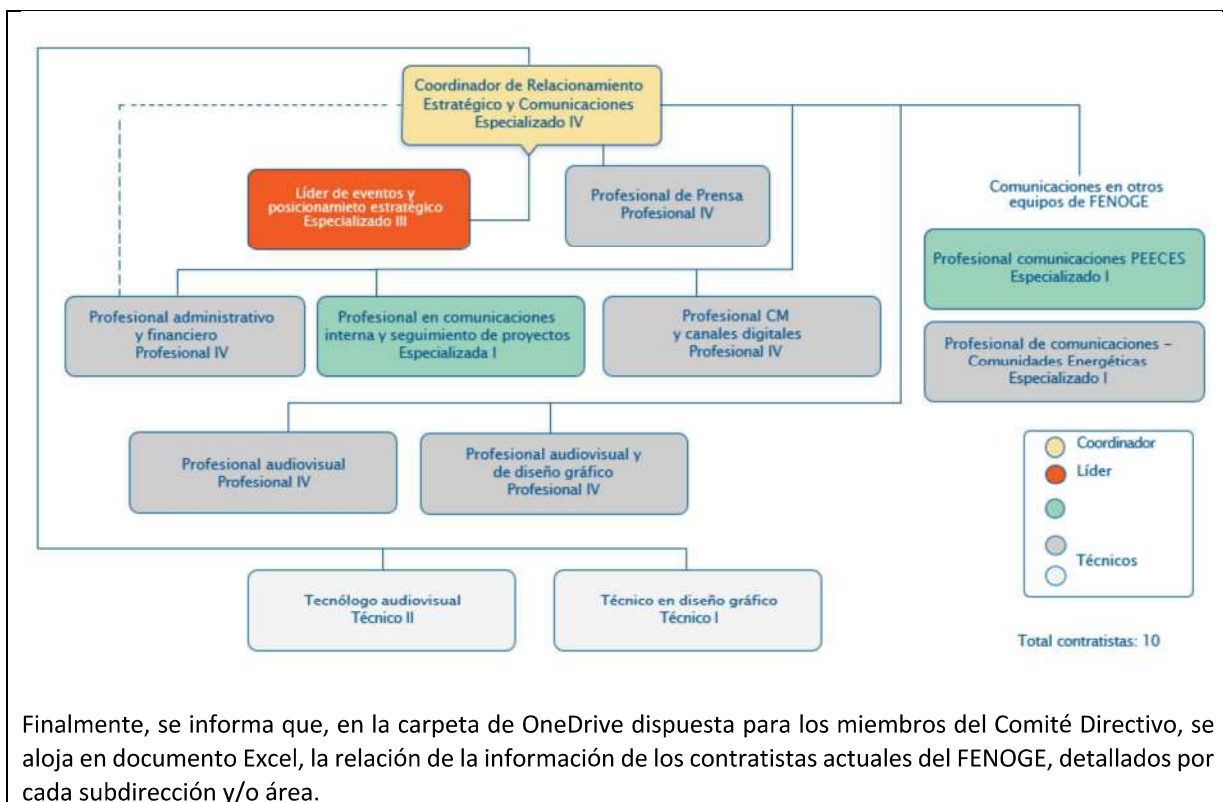 Coordinador de Relacionamiento
Estratégico y Comunicaciones
Especializado IV
Líder de eventos y
posicionamieto estratégico
Especializado III
Profesional de Prensa
Profesional IV
Comunicaciones en otros
equipos de FENOGE
Profesional comunicaciones PEECES
Especializado I
Profesional administrativo
y financiero
Profesional IV
Profesional en comunicaciones
interna y seguimiento de proyectos
Especializada I
Profesional CM
y canales digitales
Profesional IV
Profesional de comunicaciones –
Comunidades Energéticas
Especializado I
Profesional audiovisual
Profesional IV
Profesional audiovisual y
de diseño gráfico
Profesional IV
Coordinador
Líder
Técnicos
Tecnólogo audiovisual
Técnico II
Técnico en diseño gráfico
Técnico I
Total contratistas: 10
Finalmente, se informa que, en la carpeta de OneDrive dispuesta para los miembros del Comité Directivo, se
aloja en documento Excel, la relación de la información de los contratistas actuales del FENOGE, detallados por
cada subdirección y/o área.